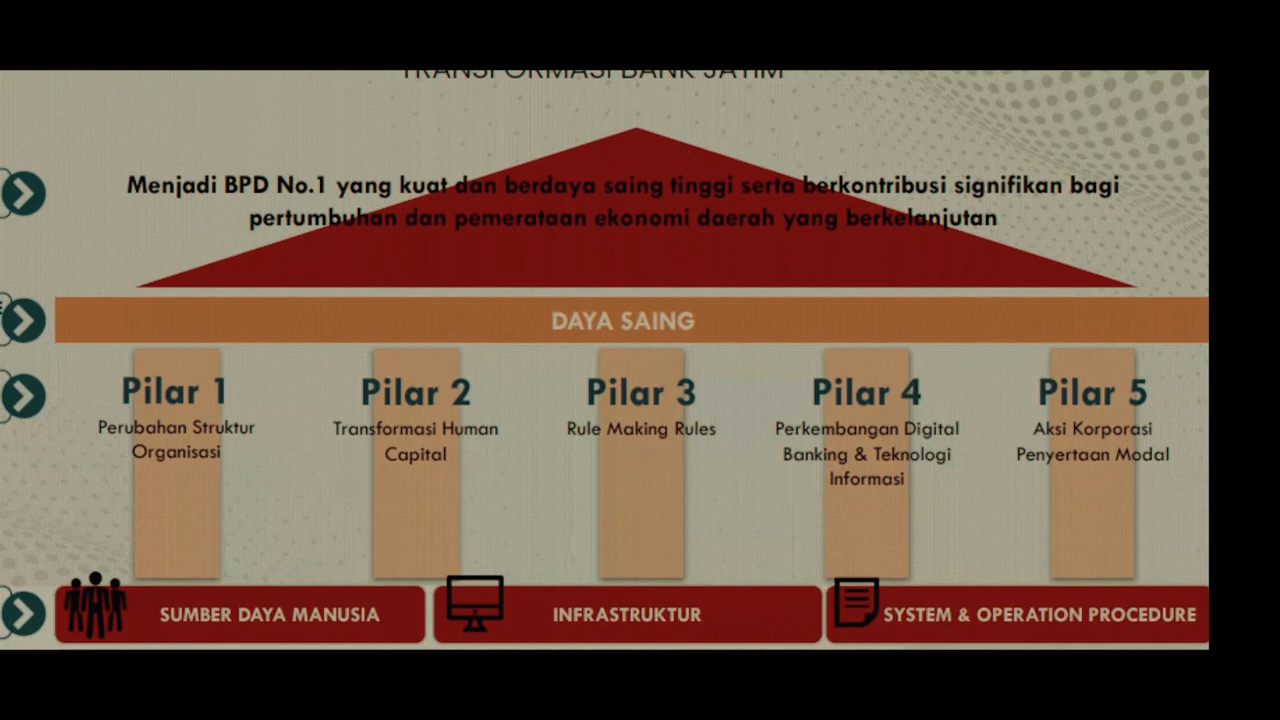 TRANSFORMASI BANK JATIM
Menjadi BPD No.1 yang kuat dan berdaya saing tinggi serta berkontribusi signifikan bagi
pertumbuhan dan pemerataan ekonomi daerah yang berkelanjutan
DAYA SAING
Pilar 1
Perubahan Struktur
Organisasi
Pilar 2
Transformasi Human
Capital
Pilar 3
Rule Making Rules
Pilar 4
Perkembangan Digital
Banking & Teknologi
Informasi
Pilar 5
Aksi Korporasi
Penyertaan Modal
SUMBER DAYA MANUSIA
INFRASTRUKTUR
SYSTEM & OPERATION PROCEDURE